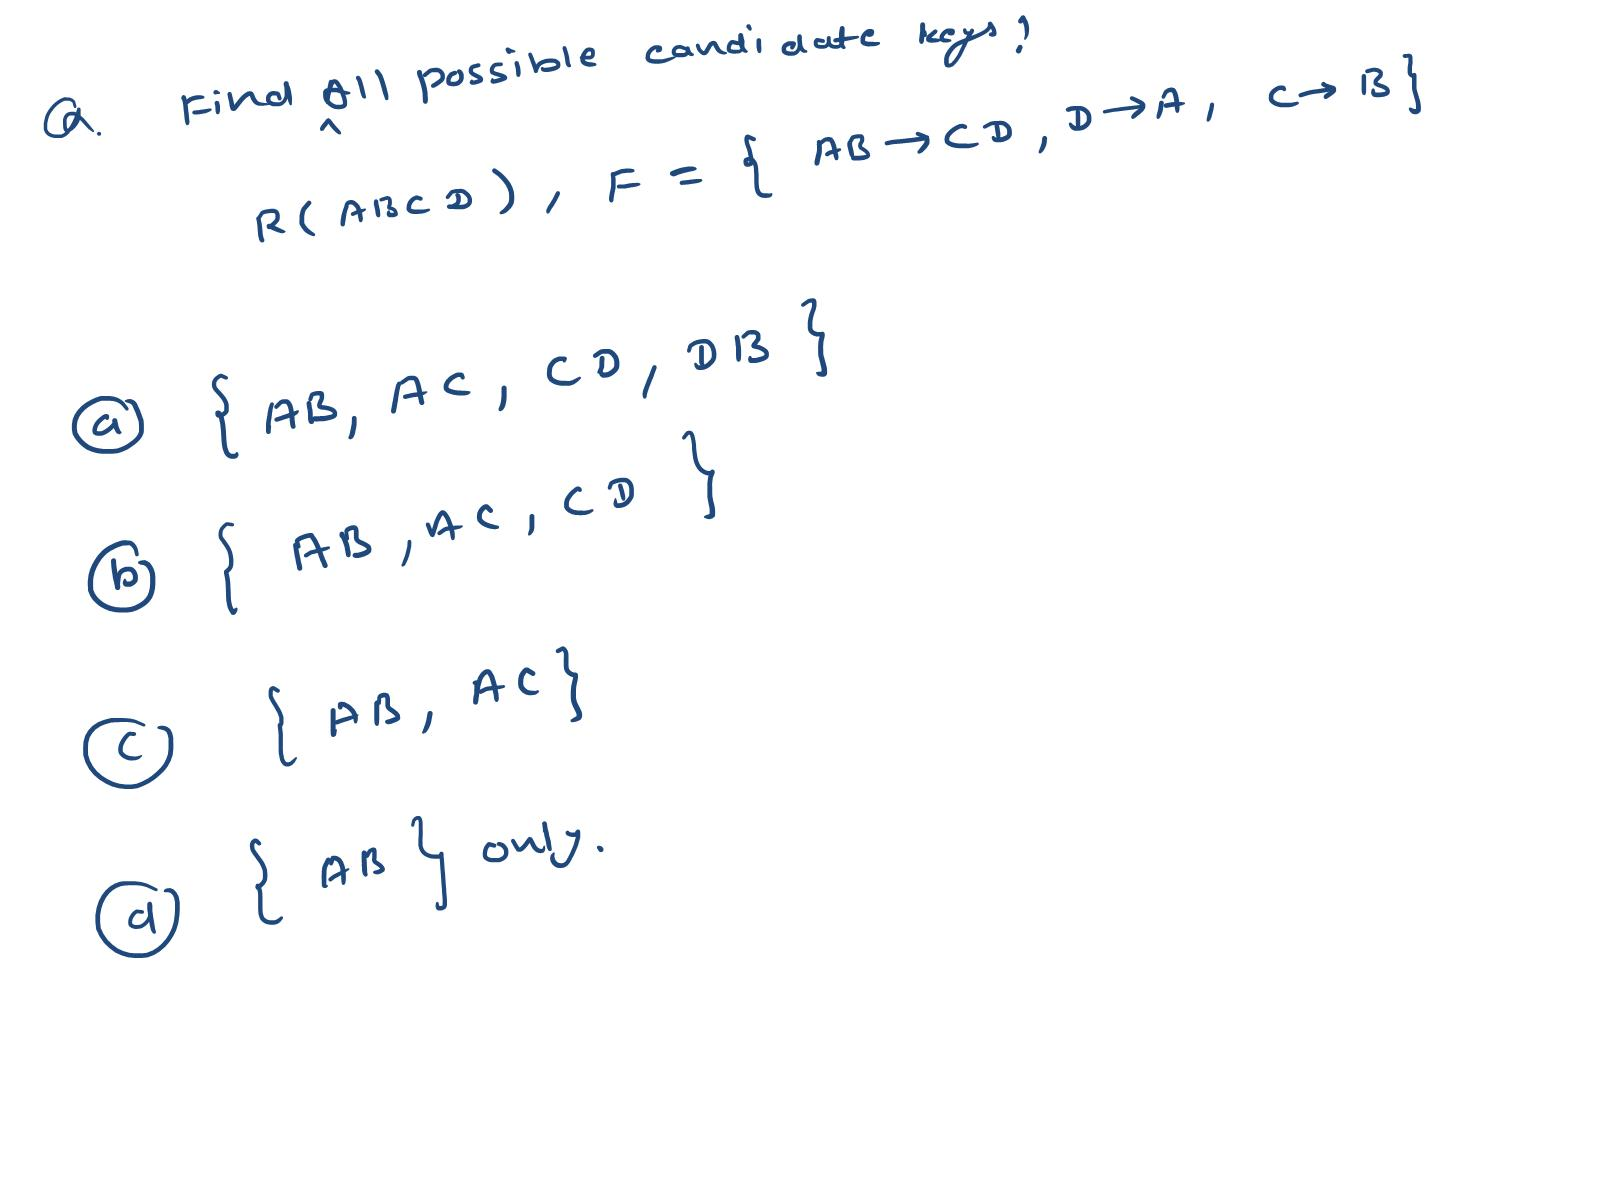 Q. Find All possible candidate keys?
R(ABCD), F = { AB→CD, D→A, C→B}
a { AB, AC, CD, DB }
b { AB, AC, CD }
c { AB, AC}
d { AB } only.